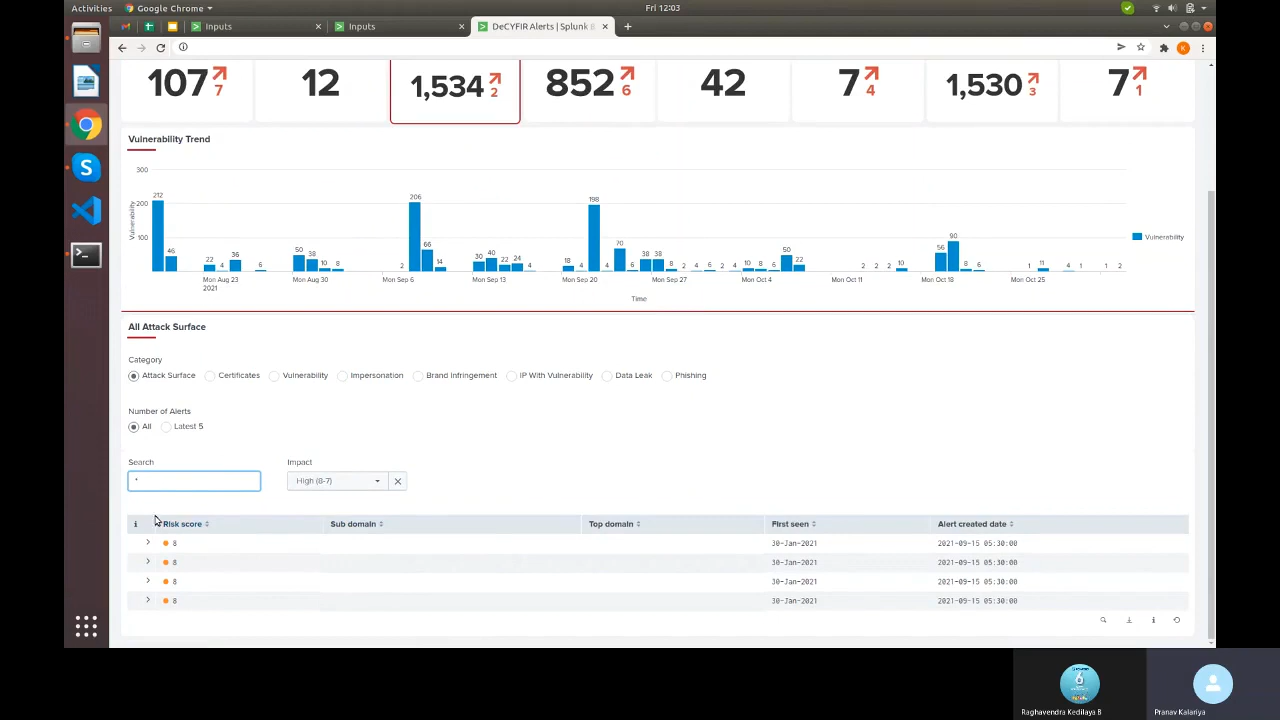 Activities Google Chrome Fri 12:03
Inputs Inputs DeCYFIR Alerts | Splunk 8
107 7 12 1,534 2 852 6 42 7 4 1,530 3 7 1
Vulnerability Trend
300
200
100
Vulnerability
212 46 22 4 36 6 50 38 10 8 2 206 66 14 30 40 22 24 4 18 4 198 4 70 6 38 38 8 2 4 6 2 4 10 8 6 50 22 2 2 2 10 56 90 8 6 1 11 4 1 1 2
Vulnerability
Mon Aug 23 Mon Aug 30 Mon Sep 6 Mon Sep 13 Mon Sep 20 Mon Sep 27 Mon Oct 4 Mon Oct 11 Mon Oct 18 Mon Oct 25
2021
Time
All Attack Surface
Category
Attack Surface Certificates Vulnerability Impersonation Brand Infringement IP With Vulnerability Data Leak Phishing
Number of Alerts
All Latest 5
Search Impact
* High (8-7)
i Risk score Sub domain Top domain First seen Alert created date
8 30-Jan-2021 2021-09-15 05:30:00
8 30-Jan-2021 2021-09-15 05:30:00
8 30-Jan-2021 2021-09-15 05:30:00
8 30-Jan-2021 2021-09-15 05:30:00
Raghavendra Kedilaya B Pranav Kalariya